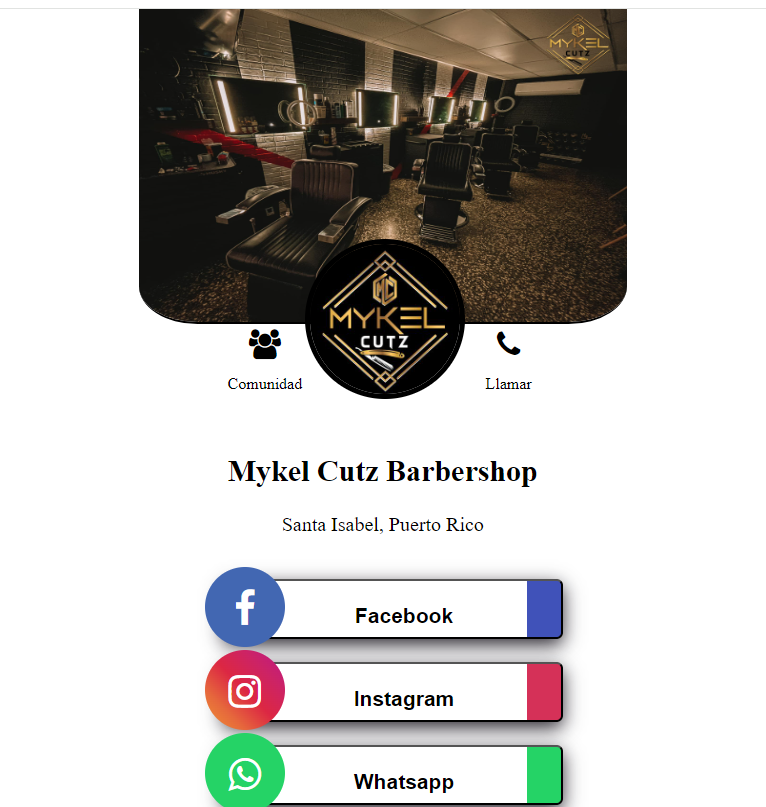 MYKEL
CUTZ
MC
MYKEL
CUTZ
Comunidad
Llamar
Mykel Cutz Barbershop
Santa Isabel, Puerto Rico
Facebook
Instagram
Whatsapp